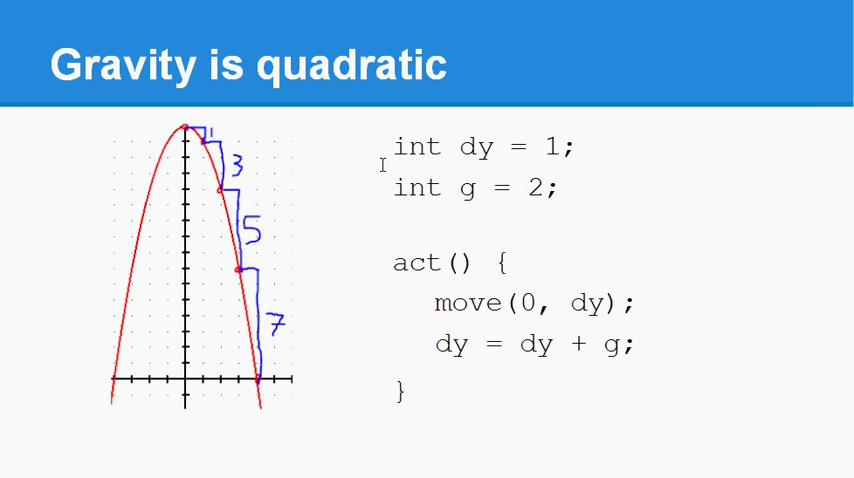 Gravity is quadratic
1
3
5
7
int dy = 1;
int g = 2;
act() {
move(0, dy);
dy = dy + g;
}